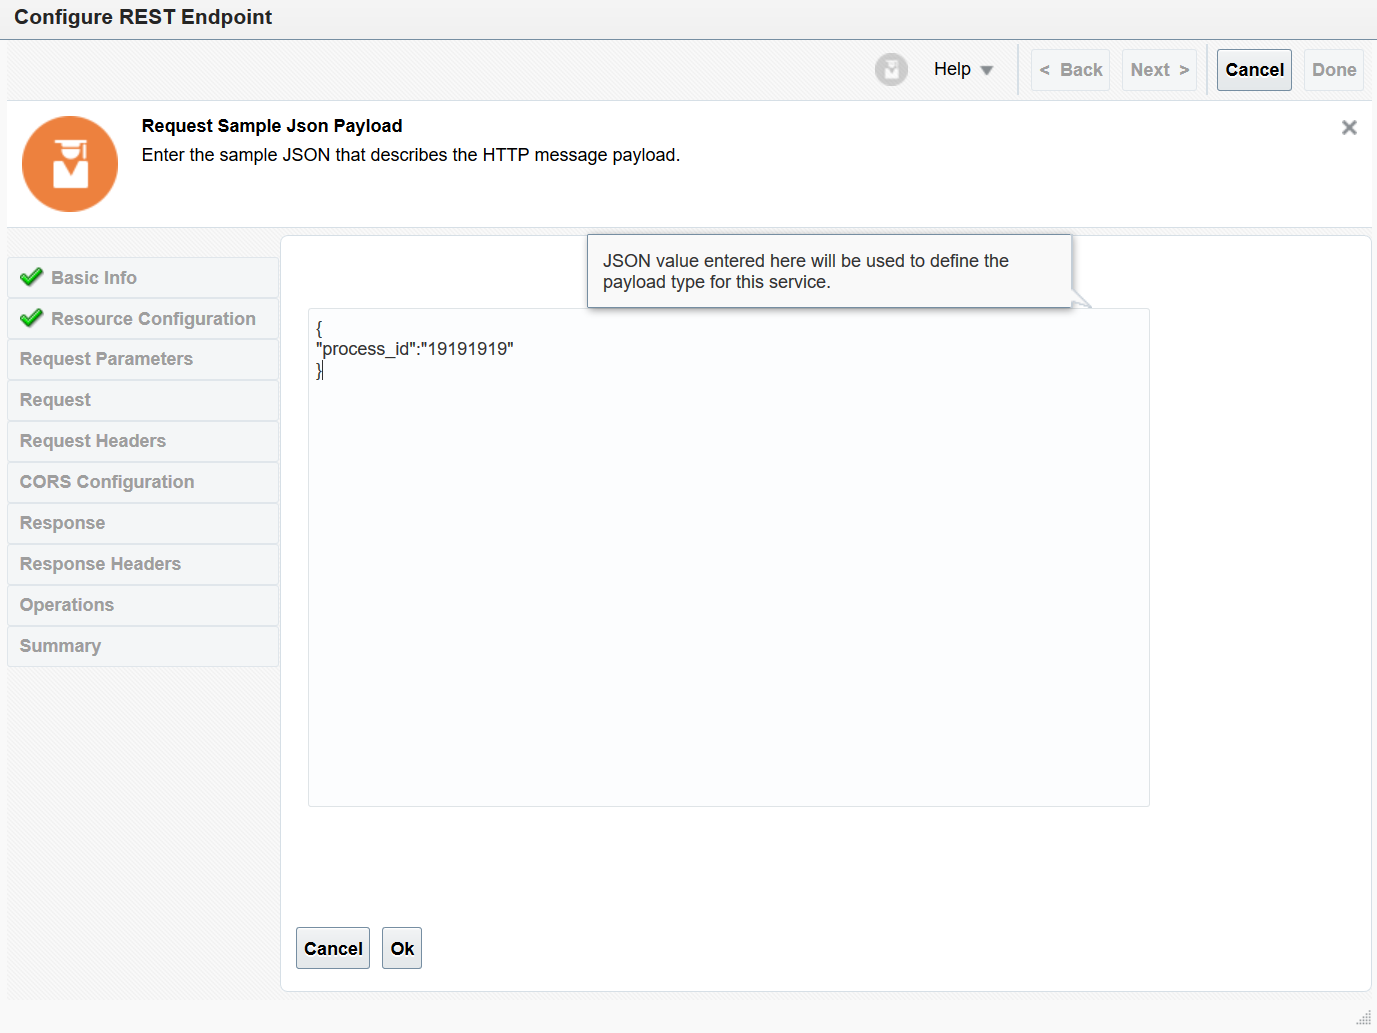 Configure REST Endpoint
Help
< Back
Next >
Cancel
Done
Request Sample Json Payload
Enter the sample JSON that describes the HTTP message payload.
Basic Info
Resource Configuration
Request Parameters
Request
Request Headers
CORS Configuration
Response
Response Headers
Operations
Summary
JSON value entered here will be used to define the
payload type for this service.
{
"process_id":"19191919"
}
Cancel
Ok